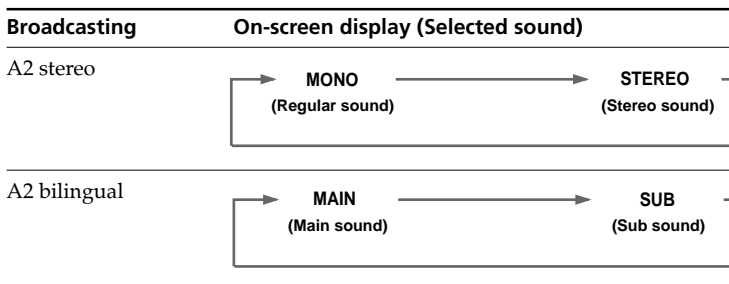 Broadcasting On-screen display (Selected sound)
A2 stereo MONO STEREO
(Regular sound) (Stereo sound)
A2 bilingual MAIN SUB
(Main sound) (Sub sound)